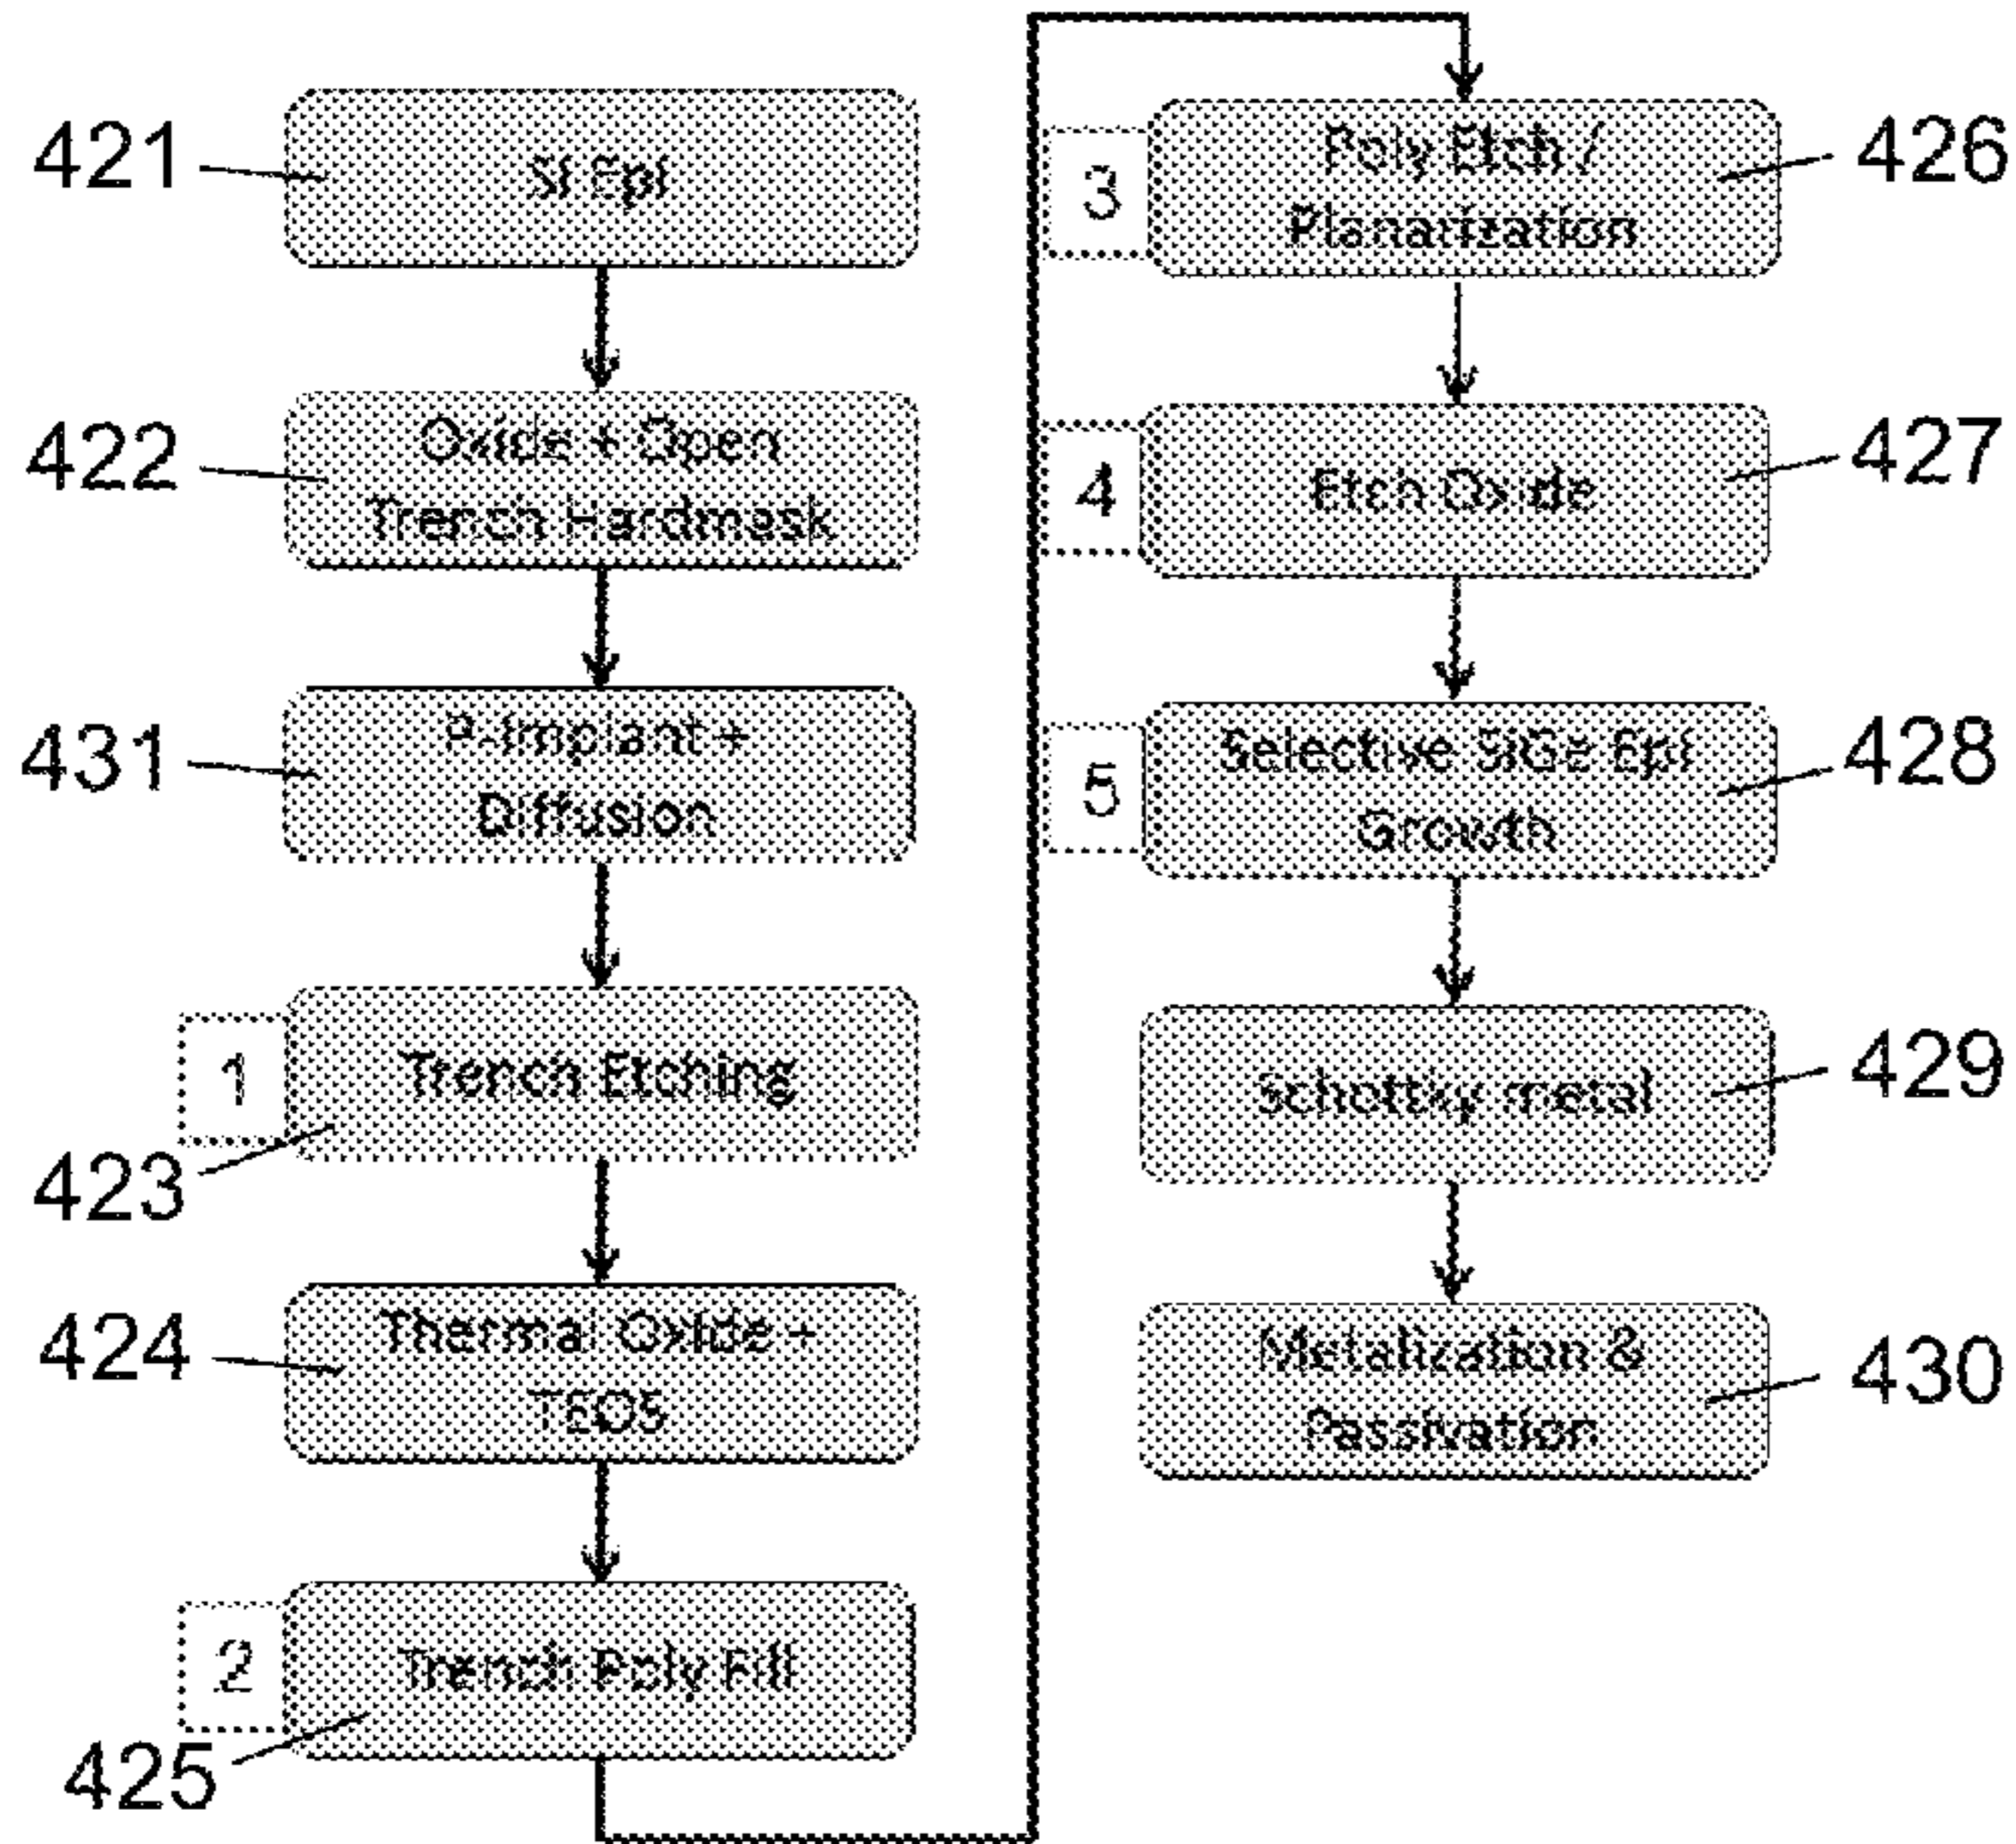 421
Si Epi
422
Oxide + Open
Trench Hardmask
431
P-Implant +
Diffusion
1
Trench Etching
423
424
Thermal Oxide +
TEOS
2
Trench Poly Fill
425
3
Poly Etch /
Planarization
426
4
Etch Oxide
427
5
Selective SiGe Epi
Growth
428
Schottky metal
429
Metalization &
Passivation
430